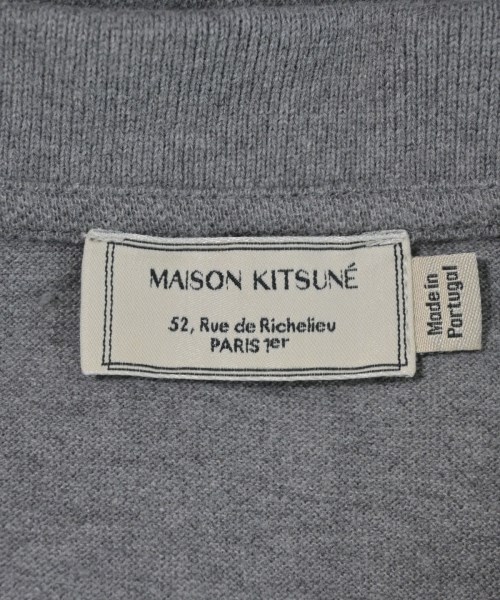 MAISON KITSUNÉ
52, Rue de Richelieu
PARIS 1er
Made in
Portugal